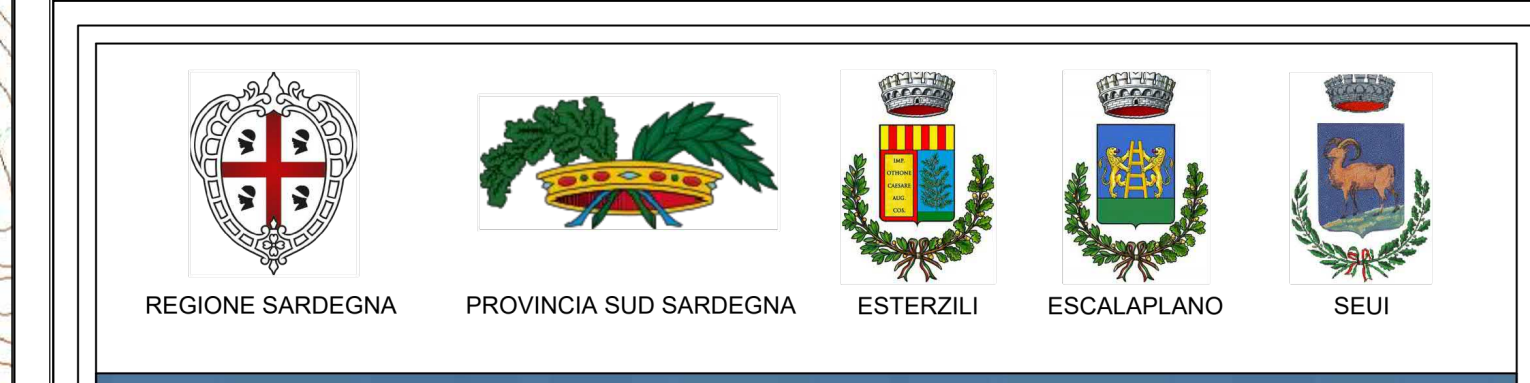 IMP.
OTHONE
CAESARE
AUG.
COS.
REGIONE SARDEGNA
PROVINCIA SUD SARDEGNA
ESTERZILI
ESCALAPLANO
SEUI